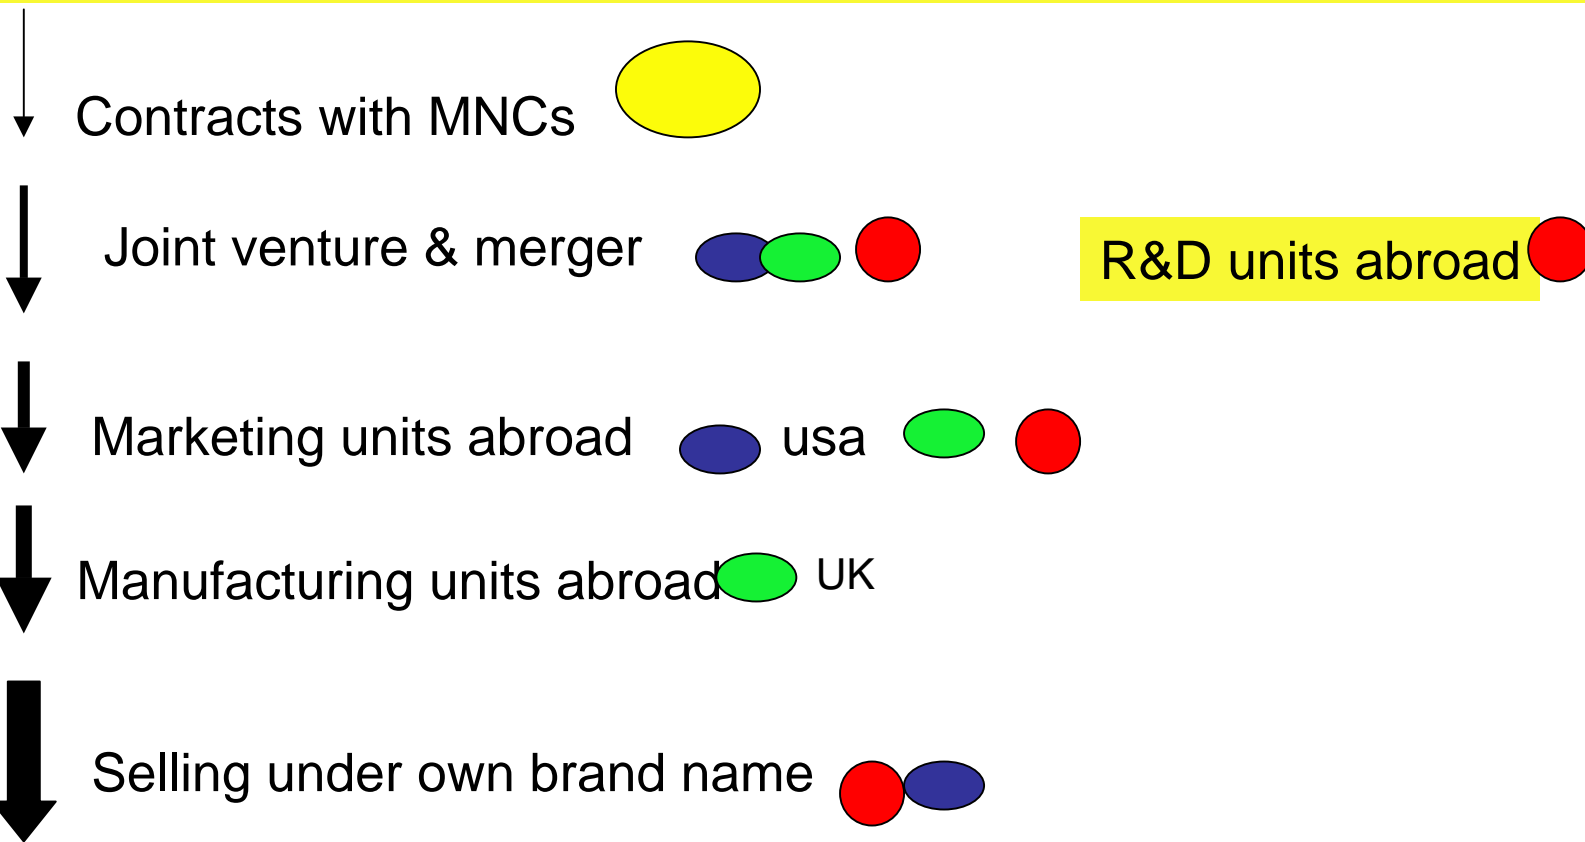 Contracts with MNCs
Joint venture & merger
R&D units abroad
Marketing units abroad usa
Manufacturing units abroad UK
Selling under own brand name